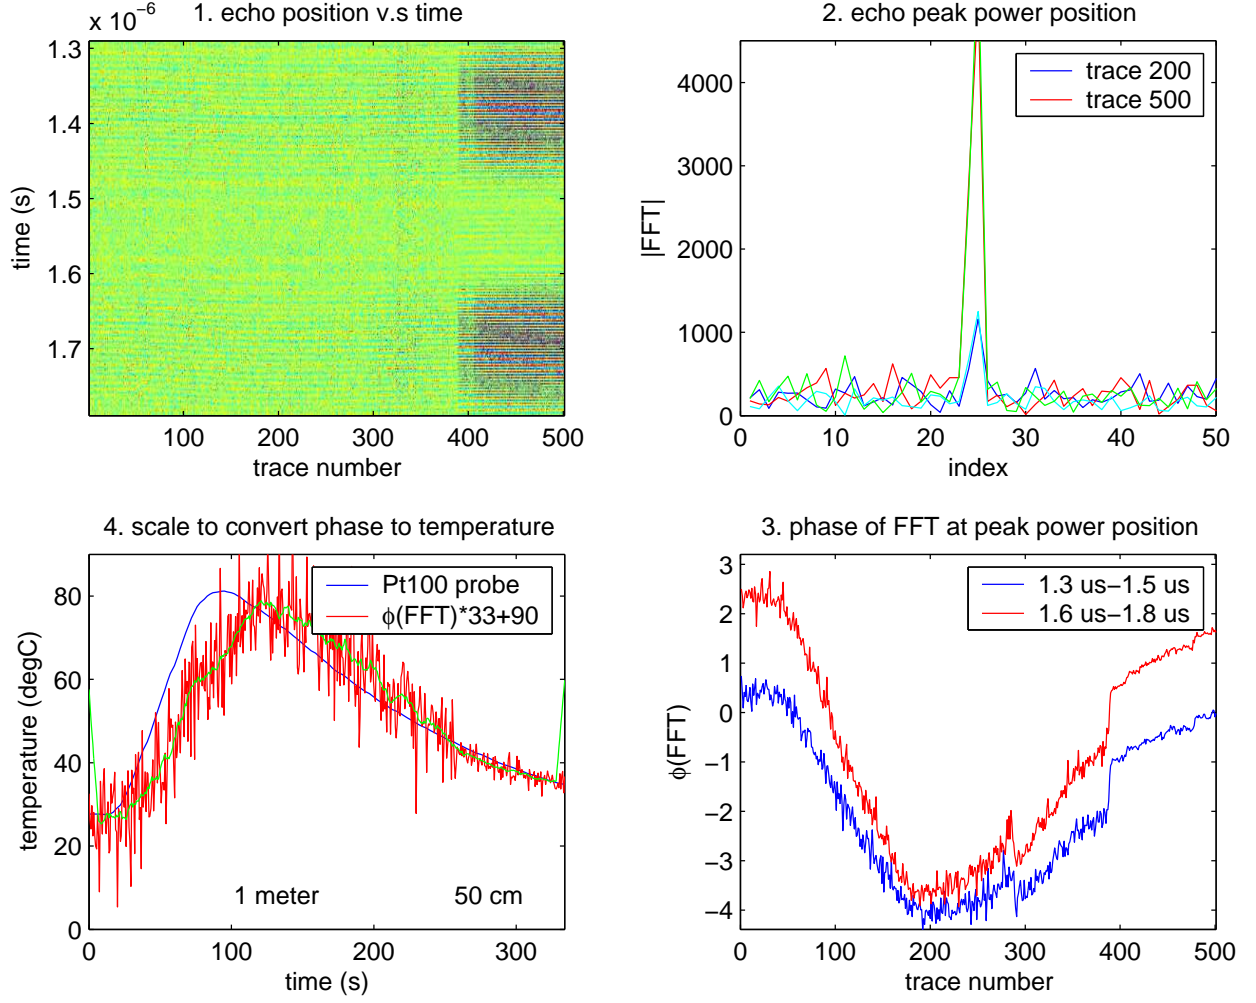 1. echo position v.s time
x 10−6
1.3
1.4
1.5
1.6
1.7
time (s)
100 200 300 400 500
trace number
2. echo peak power position
trace 200
trace 500
4000
3000
2000
1000
0
|FFT|
0 10 20 30 40 50
index
4. scale to convert phase to temperature
Pt100 probe
ϕ(FFT)*33+90
80
60
40
20
0
temperature (degC)
1 meter
50 cm
0 100 200 300
time (s)
3. phase of FFT at peak power position
1.3 us−1.5 us
1.6 us−1.8 us
3
2
1
0
−1
−2
−3
−4
ϕ(FFT)
0 100 200 300 400 500
trace number